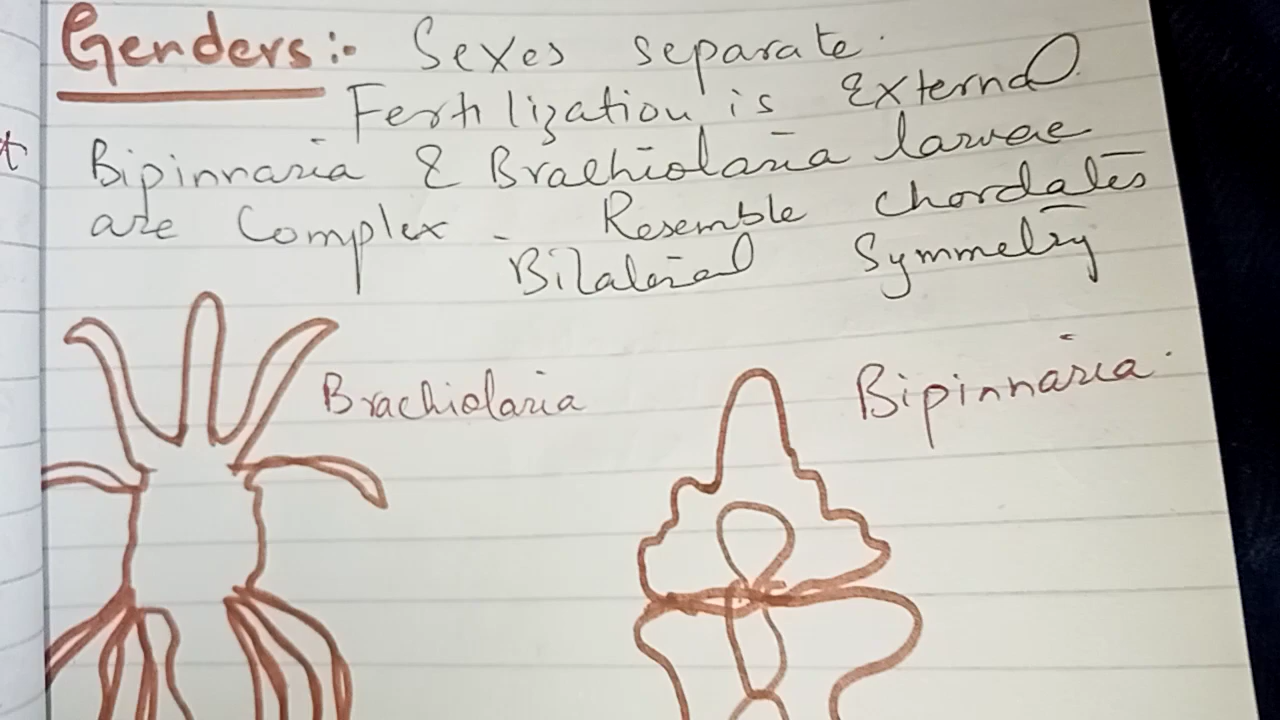 Genders:- Sexes separate.
Fertilization is External.
Bipinnaria & Brachiolaria larvae
are Complex. Resemble chordates
Bilateral Symmetry
Brachiolaria
Bipinnaria.